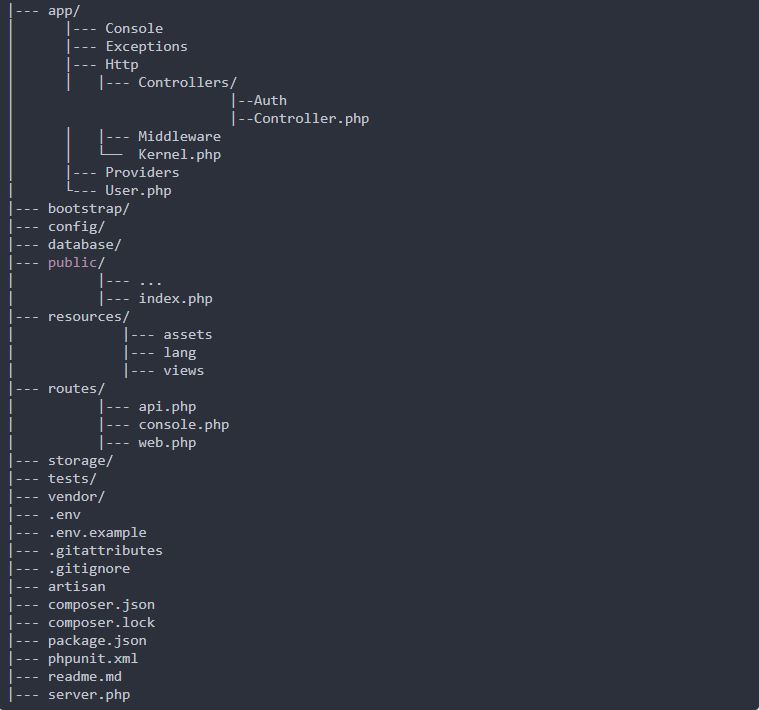 |--- app/
|      |--- Console
|      |--- Exceptions
|      |--- Http
|      |   |--- Controllers/
|                          |--Auth
|                          |--Controller.php
|      |   |--- Middleware
|      |   └──  Kernel.php
|      |--- Providers
|      └--- User.php
|--- bootstrap/
|--- config/
|--- database/
|--- public/
|          |--- ...
|          |--- index.php
|--- resources/
|             |--- assets
|             |--- lang
|             |--- views
|--- routes/
|          |--- api.php
|          |--- console.php
|          |--- web.php
|--- storage/
|--- tests/
|--- vendor/
|--- .env
|--- .env.example
|--- .gitattributes
|--- .gitignore
|--- artisan
|--- composer.json
|--- composer.lock
|--- package.json
|--- phpunit.xml
|--- readme.md
|--- server.php